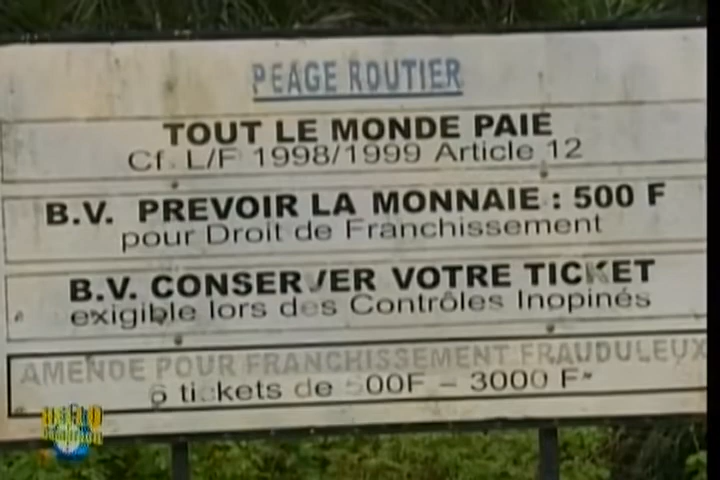 PEAGE ROUTIER
TOUT LE MONDE PAIE
Cf. L/F 1998/1999 Article 12
B.V. PREVOIR LA MONNAIE : 500 F
pour Droit de Franchissement
B.V. CONSERVER VOTRE TICKET
exigible lors des Contrôles Inopinés
AMENDE POUR FRANCHISSEMENT FRAUDULEUX
6 tickets de 500F - 3000 F
HELLO